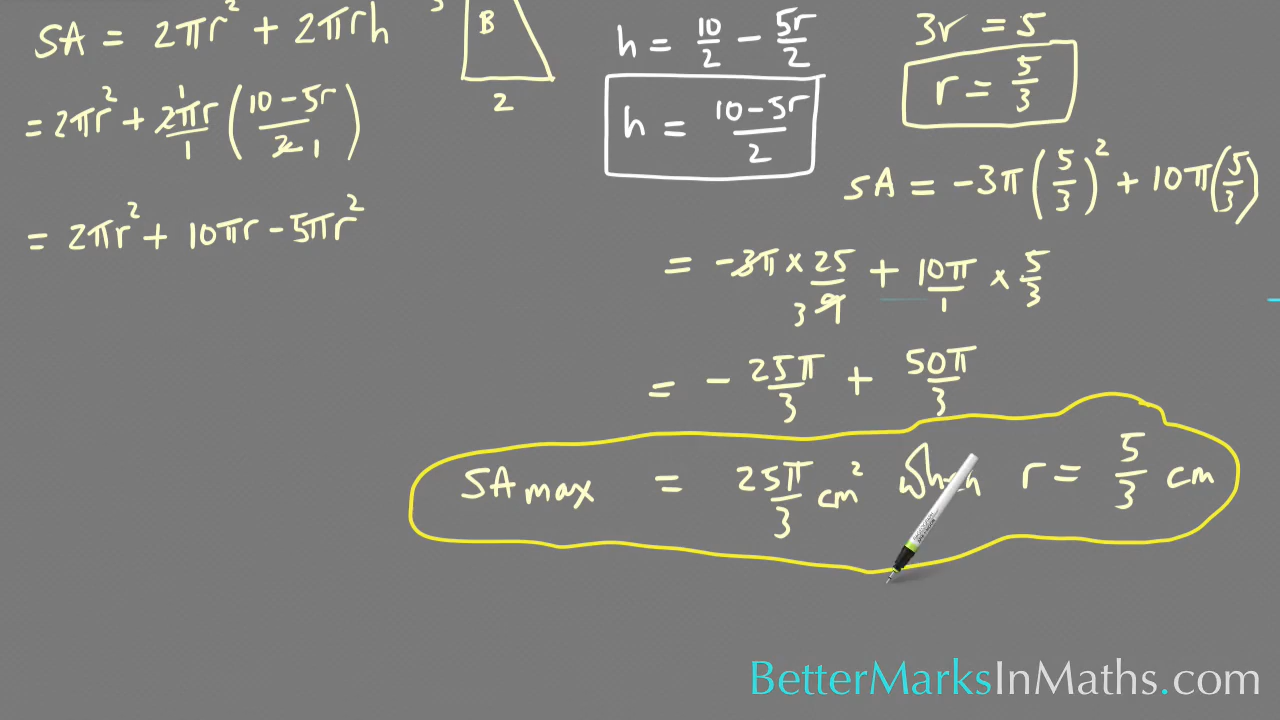 SA = 2πr² + 2πrh
= 2πr² + 2πr/1 (10 - 5r / 2) 1 1
= 2πr² + 10πr - 5πr²
B
2
h = 10/2 - 5r/2
h = 10 - 5r / 2
3r = 5
r = 5/3
SA = -3π(5/3)² + 10π(5/3)
= -3π × 25/9 3 + 10π/1 × 5/3
= - 25π/3 + 50π/3
SA max = 25π/3 cm² when r = 5/3 cm
BetterMarksInMaths.com